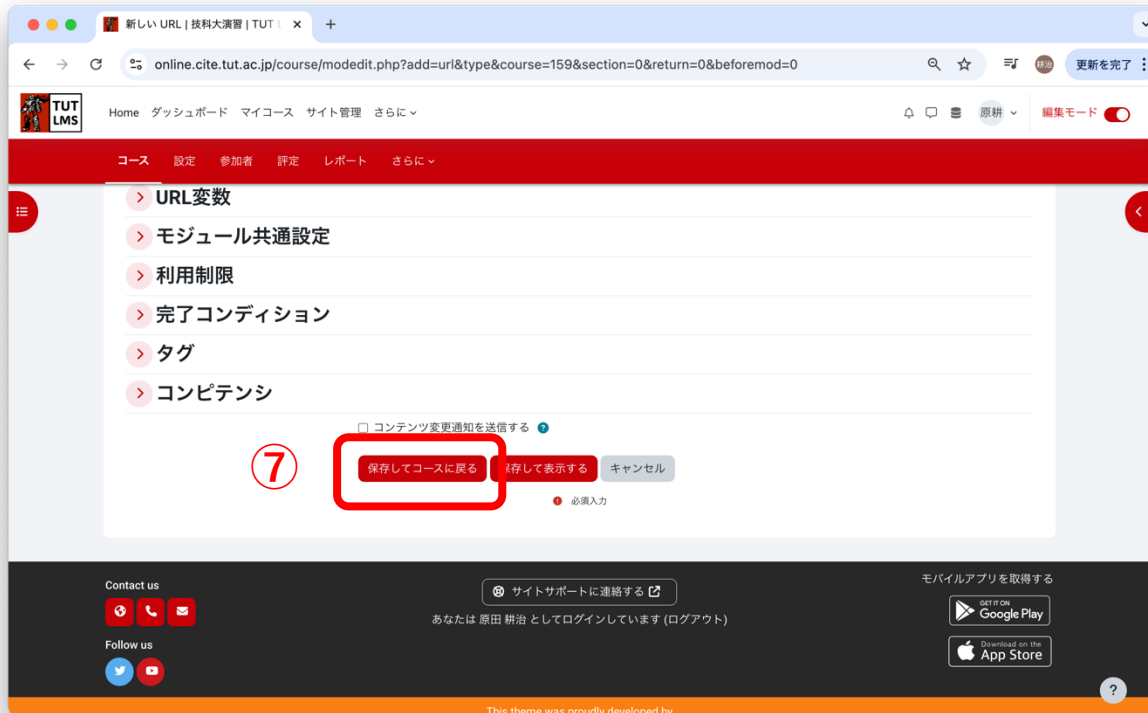 新しい URL | 技科大演習 | TUT
online.cite.tut.ac.jp/course/modedit.php?add=url&type&course=159&section=0&return=0&beforemod=0
耕治
更新を完了
TUT LMS
Home ダッシュボード マイコース サイト管理 さらに
原耕
編集モード
コース 設定 参加者 評定 レポート さらに
URL変数
モジュール共通設定
利用制限
完了コンディション
タグ
コンピテンシ
コンテンツ変更通知を送信する
⑦
保存してコースに戻る 保存して表示する キャンセル
必須入力
Contact us
サイトサポートに連絡する
あなたは 原田 耕治 としてログインしています (ログアウト)
Follow us
モバイルアプリを取得する
GET IT ON
Google Play
Download on the
App Store
?
This theme was proudly developed by